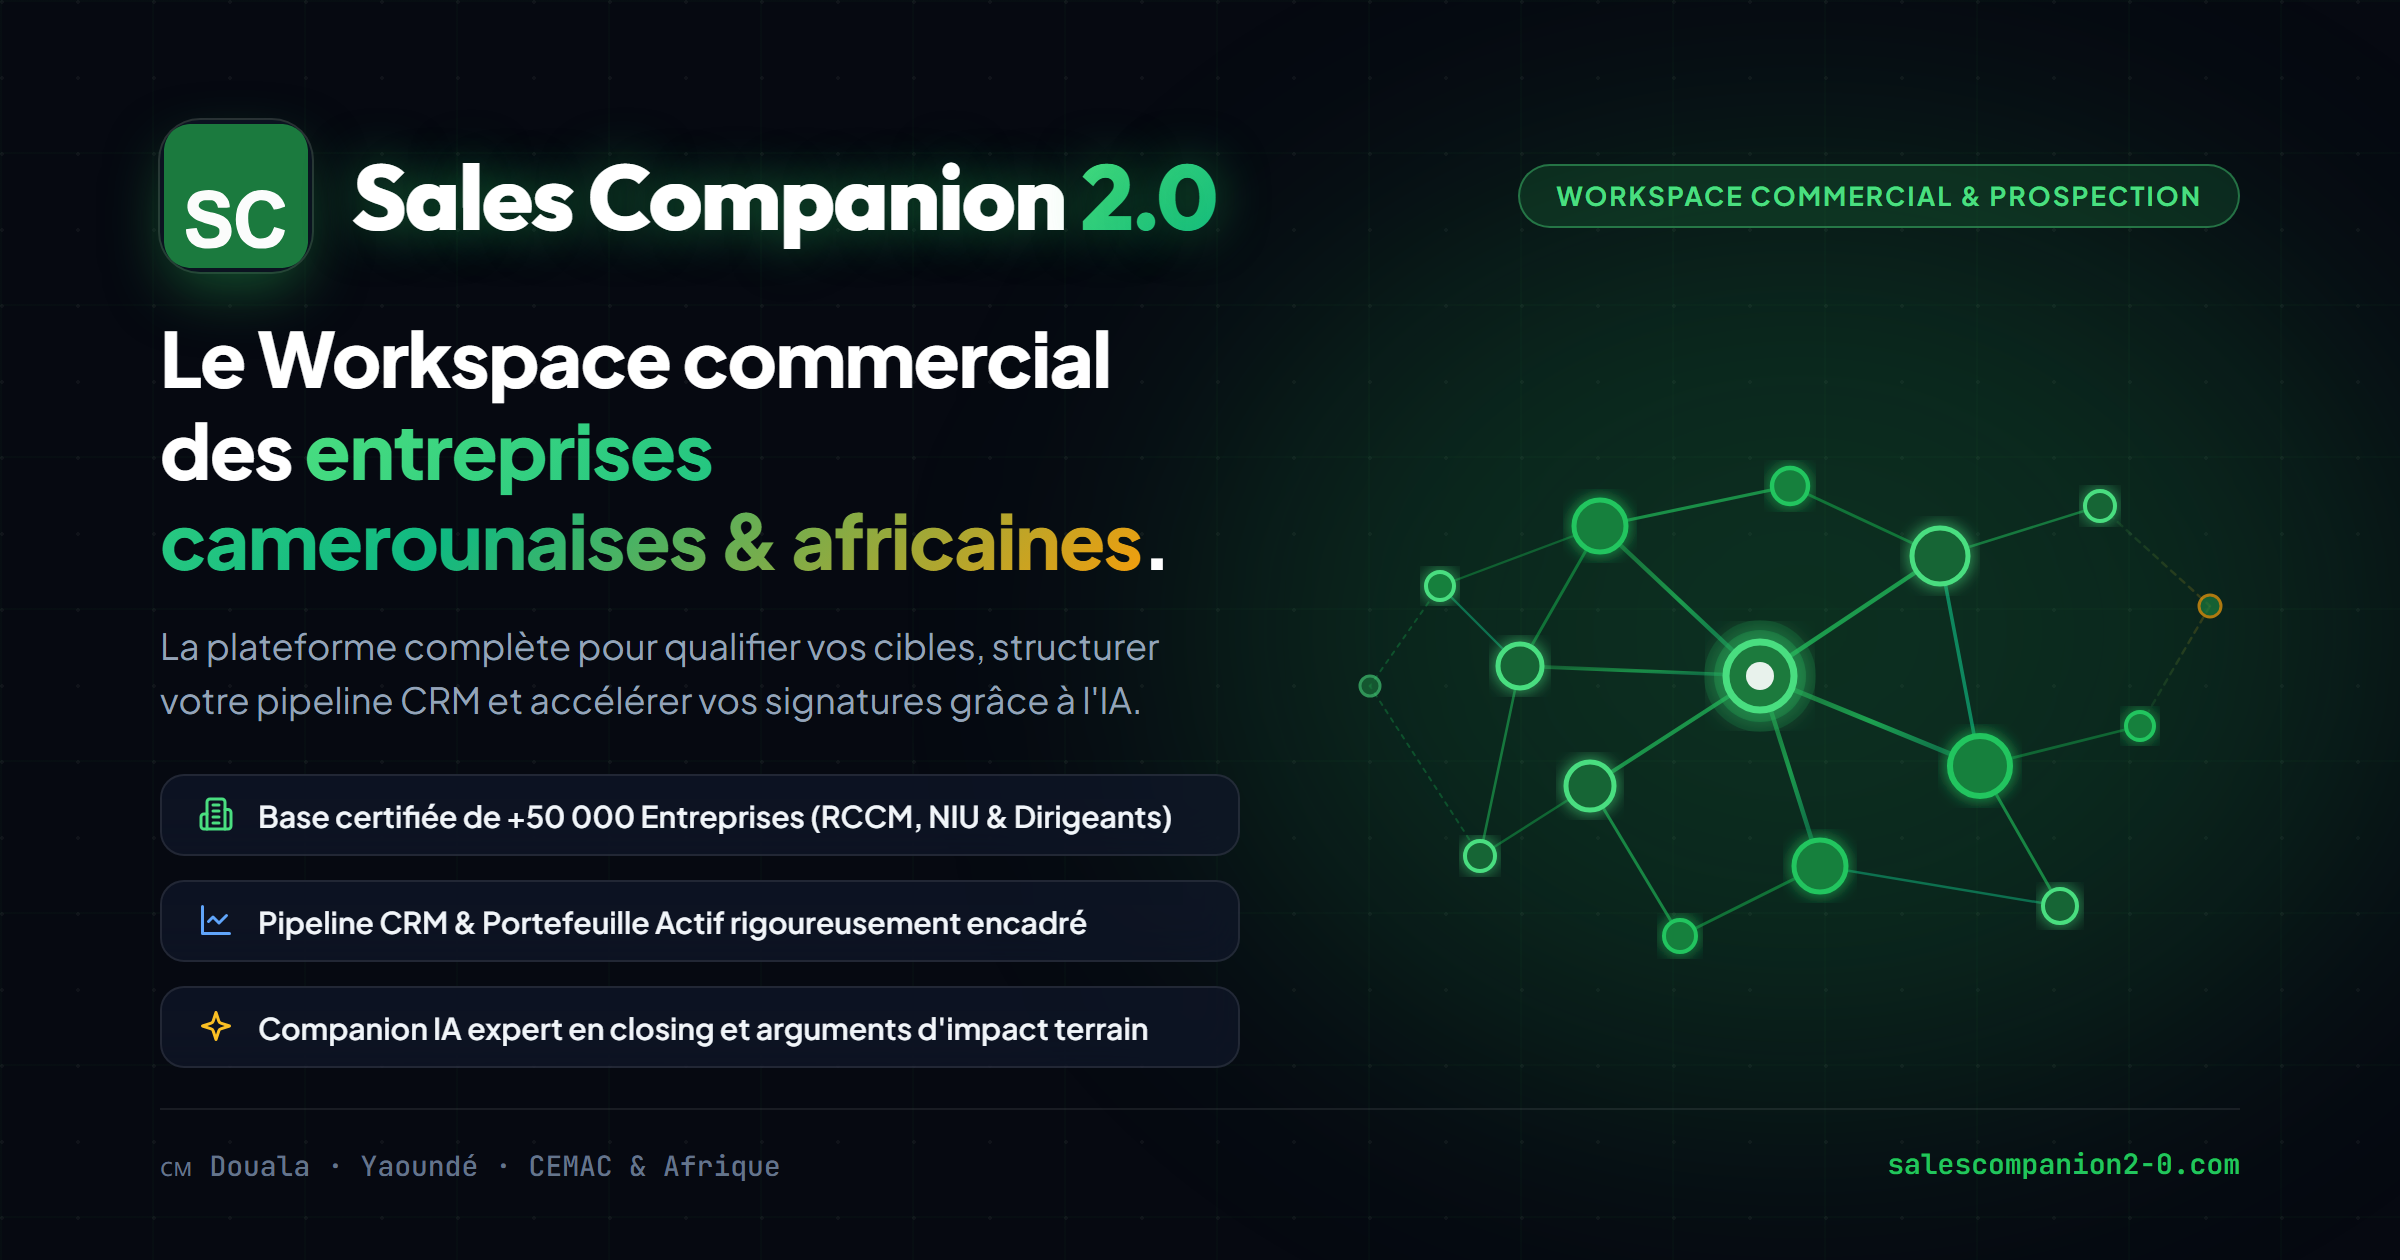 SC
Sales Companion 2.0
WORKSPACE COMMERCIAL & PROSPECTION
Le Workspace commercial
des entreprises
camerounaises & africaines.
La plateforme complète pour qualifier vos cibles, structurer
votre pipeline CRM et accélérer vos signatures grâce à l'IA.
Base certifiée de +50 000 Entreprises (RCCM, NIU & Dirigeants)
Pipeline CRM & Portefeuille Actif rigoureusement encadré
Companion IA expert en closing et arguments d'impact terrain
CM Douala · Yaoundé · CEMAC & Afrique
salescompanion2-0.com